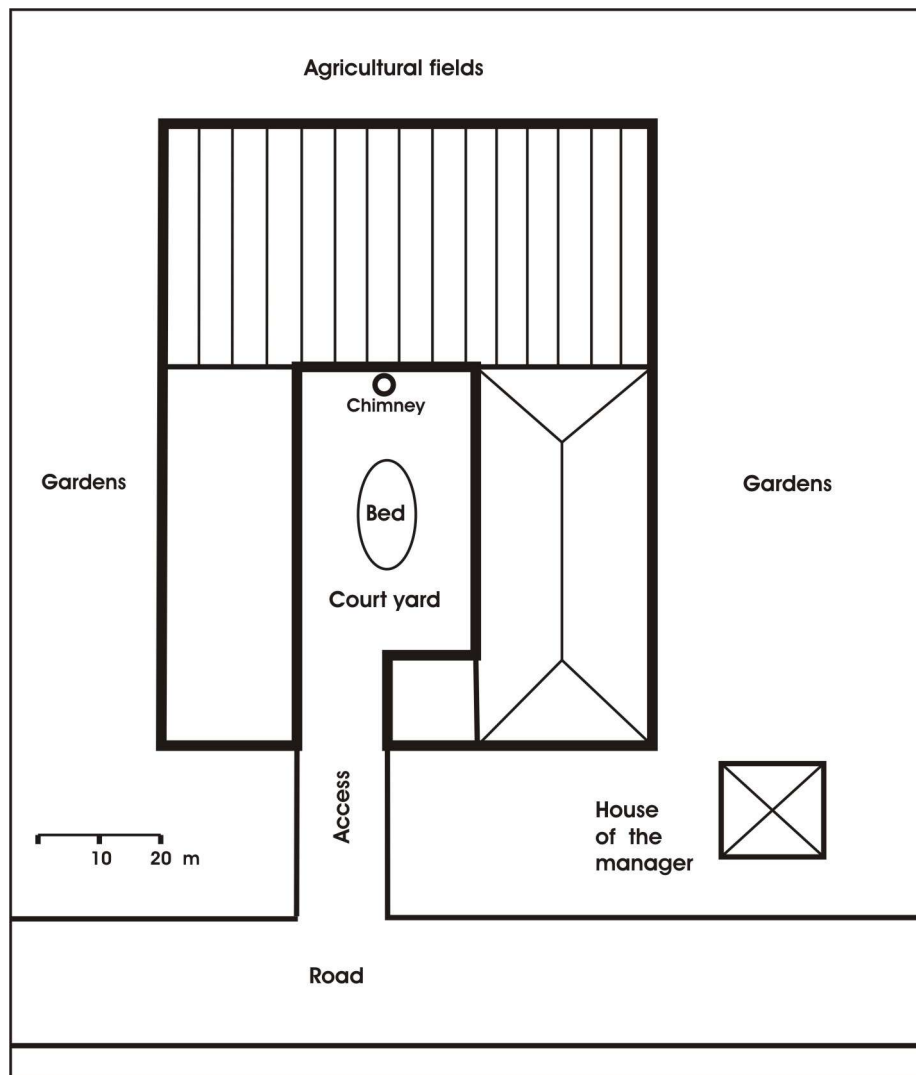 Agricultural fields
Chimney
Gardens
Bed
Gardens
Court yard
Access
House
of the
manager
10 20 m
Road